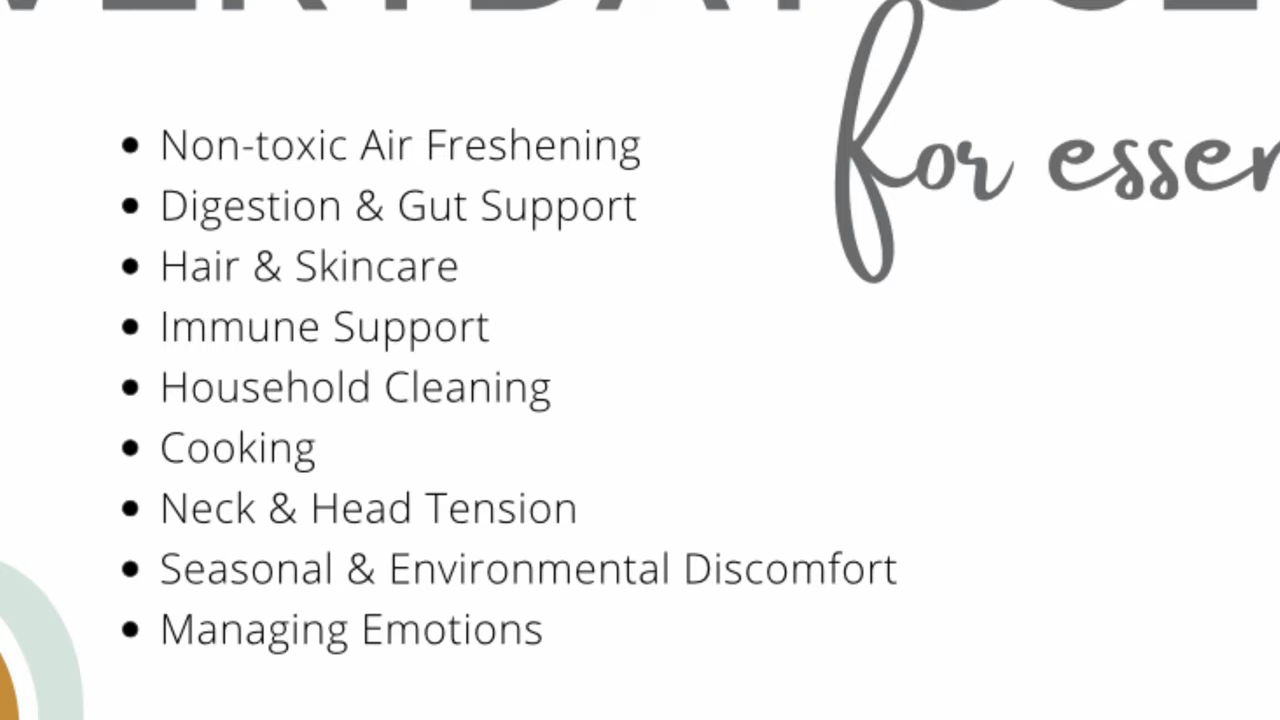 for
Non-toxic Air Freshening
Digestion & Gut Support
Hair & Skincare
Immune Support
Household Cleaning
Cooking
Neck & Head Tension
Seasonal & Environmental Discomfort
Managing Emotions